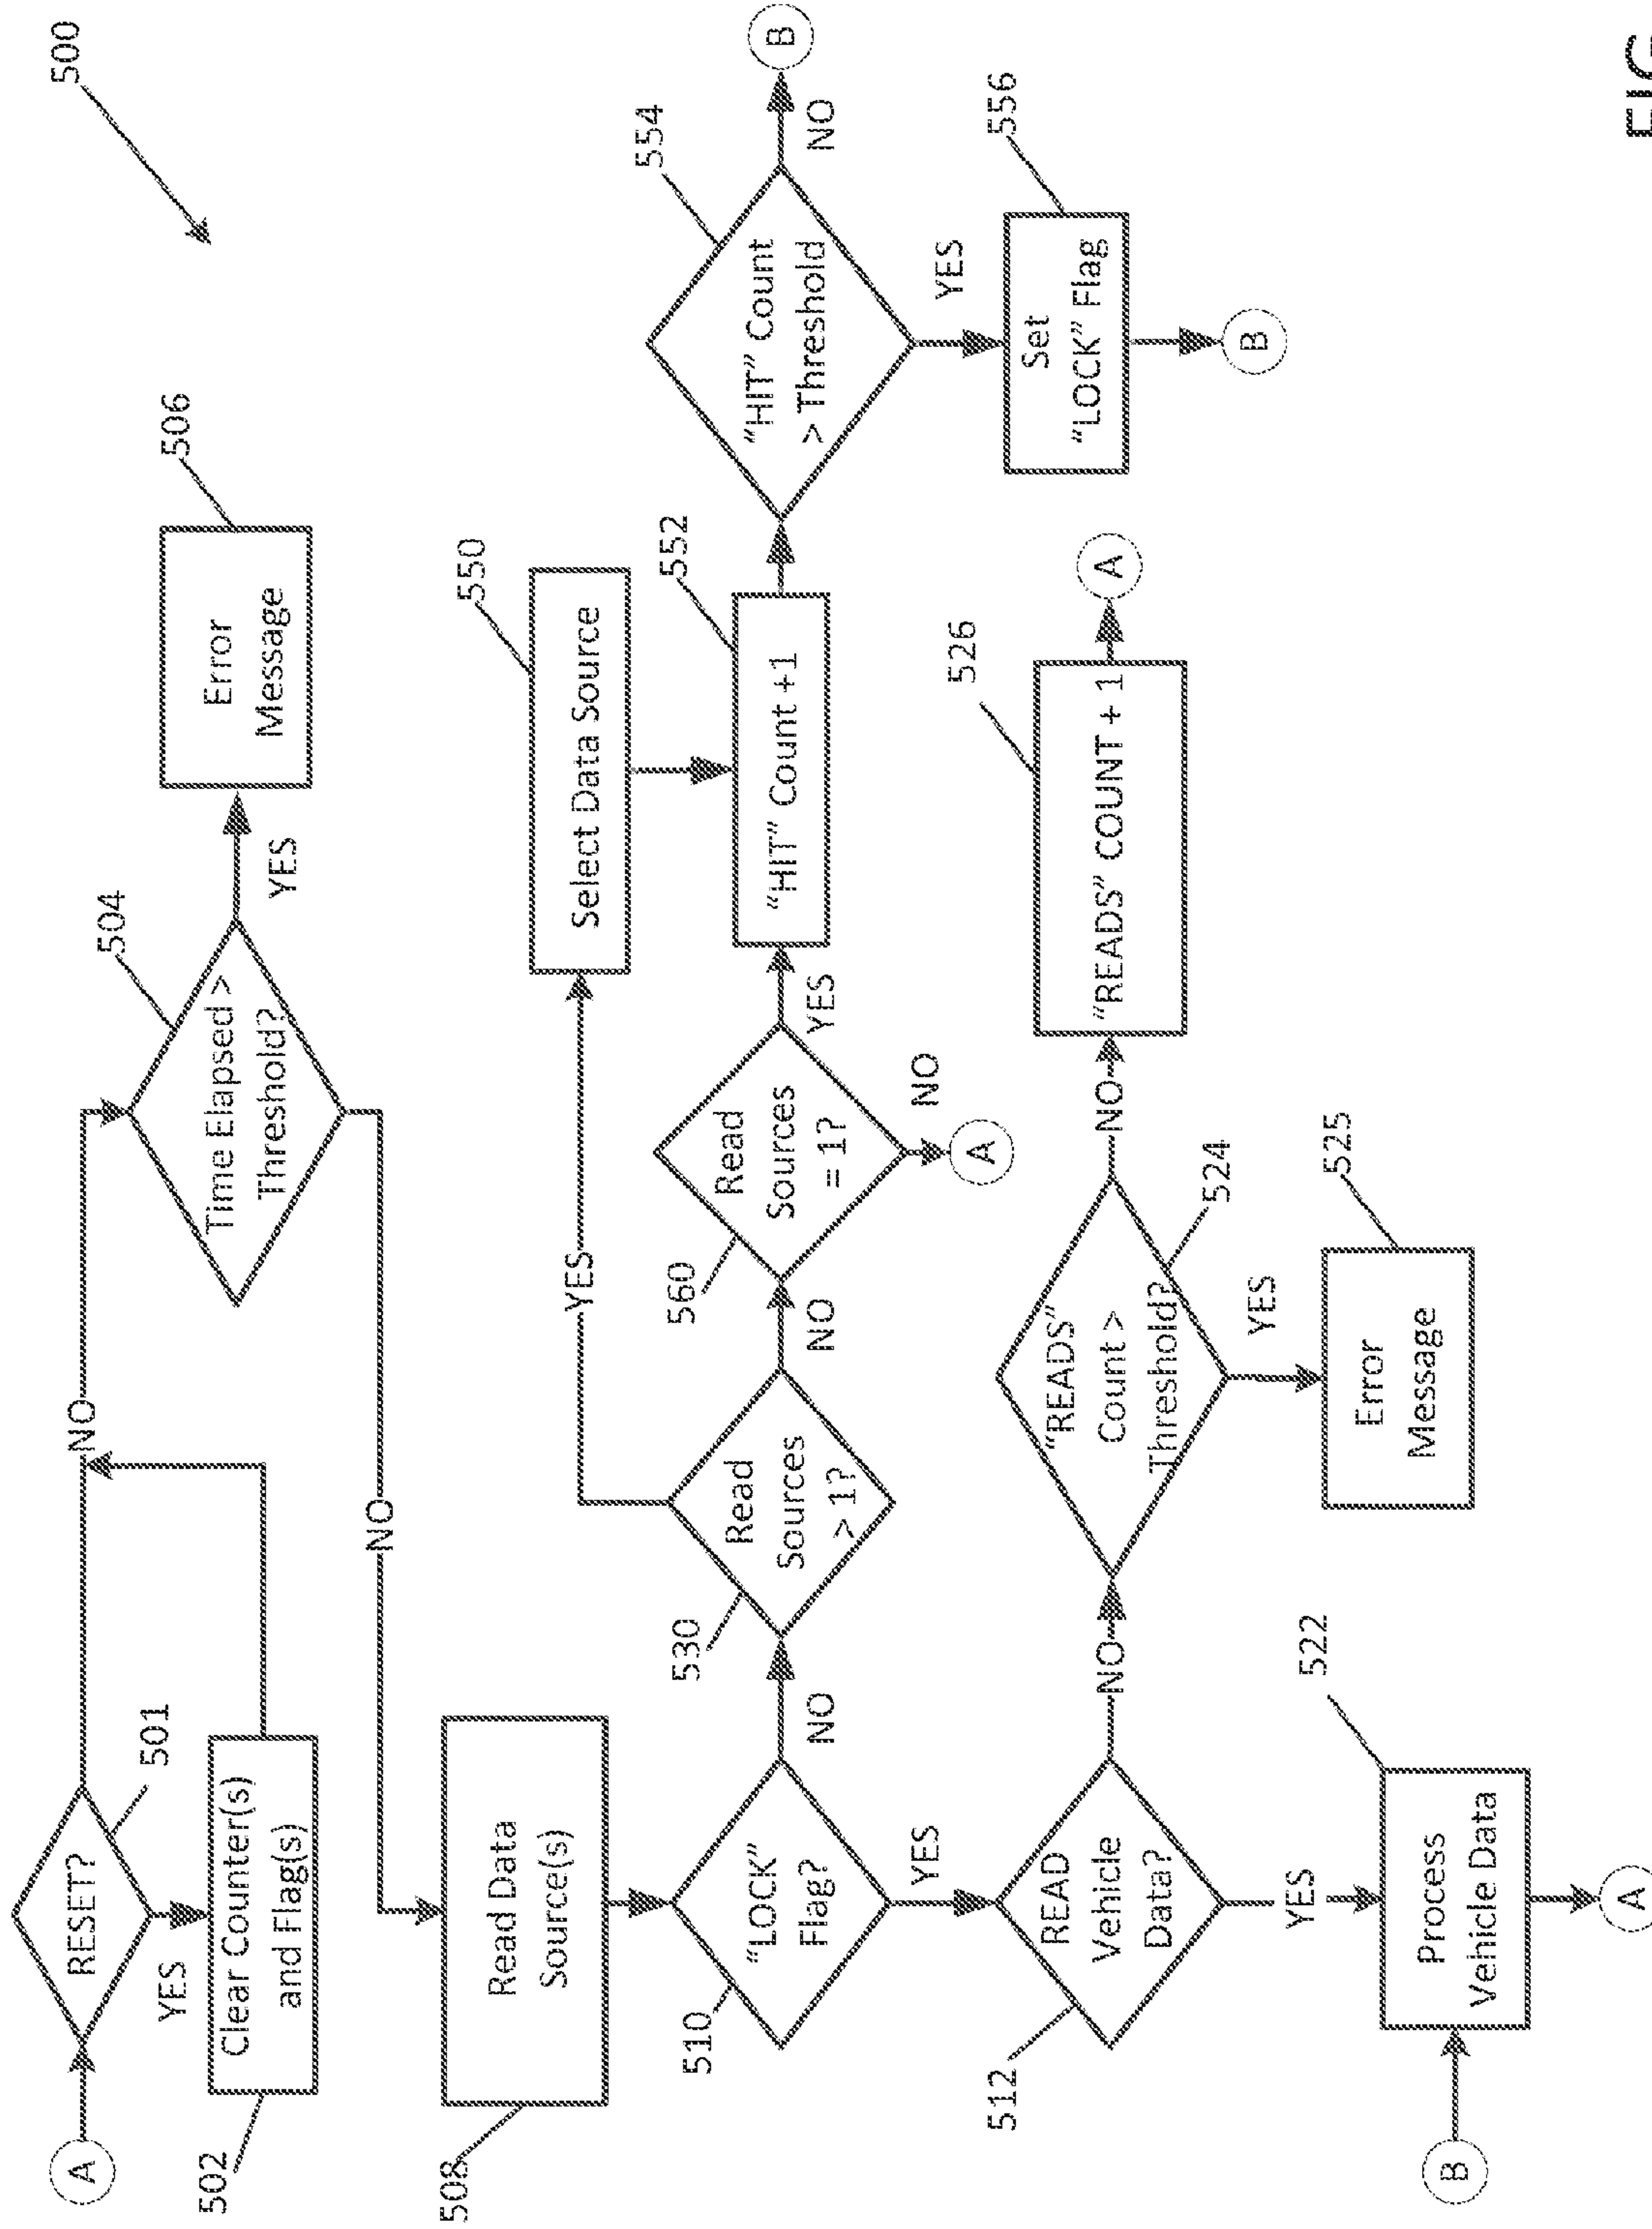 500
A
RESET?
501
NO
YES
502
Clear Counter(s)
and Flag(s)
504
Time Elapsed >
Threshold?
YES
506
Error
Message
NO
508
Read Data
Source(s)
510
"LOCK"
Flag?
NO
530
Read
Sources
> 1?
YES
550
Select Data Source
NO
560
Read
Sources
= 1?
YES
NO
A
552
"HIT" Count +1
554
"HIT" Count
> Threshold
NO
B
YES
556
Set
"LOCK" Flag
B
YES
512
READ
Vehicle
Data?
NO
524
"READS"
Count >
Threshold?
NO
526
"READS" COUNT + 1
A
YES
525
Error
Message
YES
522
B
Process
Vehicle Data
A